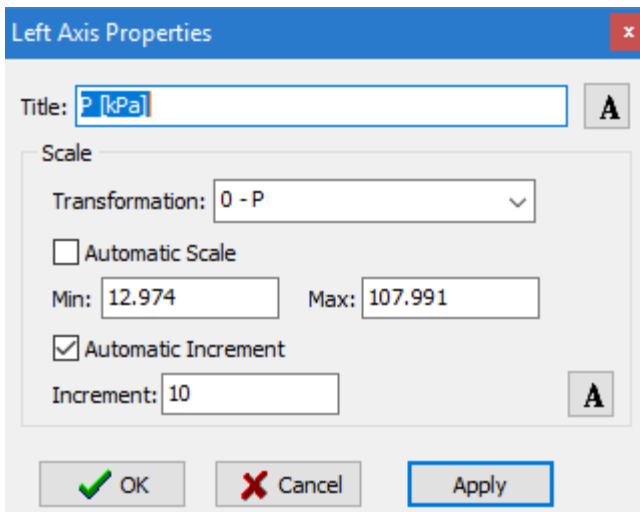 Left Axis Properties x
Title: P [kPa] A
Scale
Transformation: 0 - P
Automatic Scale
Min: 12.974 Max: 107.991
Automatic Increment
Increment: 10 A
OK Cancel Apply